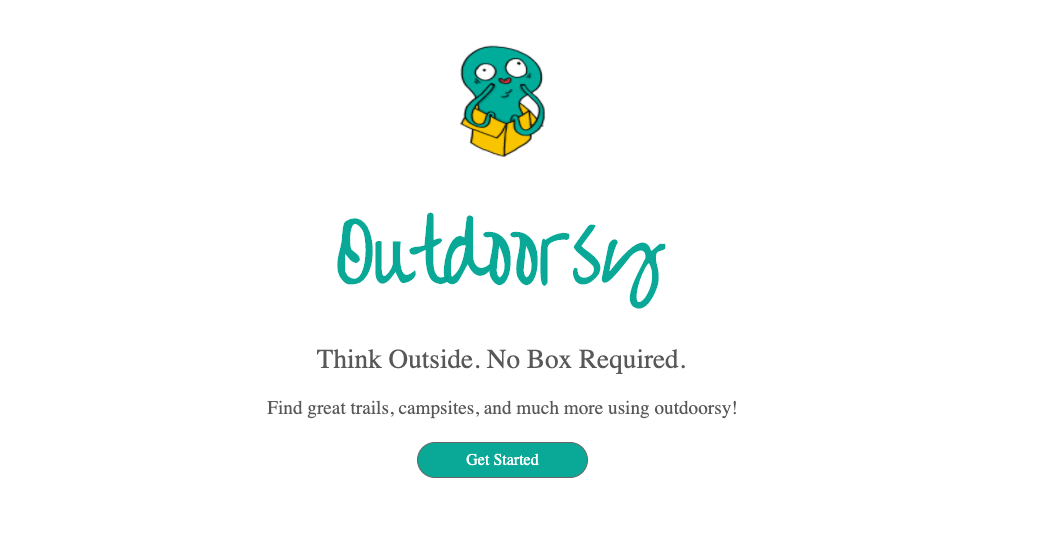 Outdoorsy
Think Outside. No Box Required.
Find great trails, campsites, and much more using outdoorsy!
Get Started